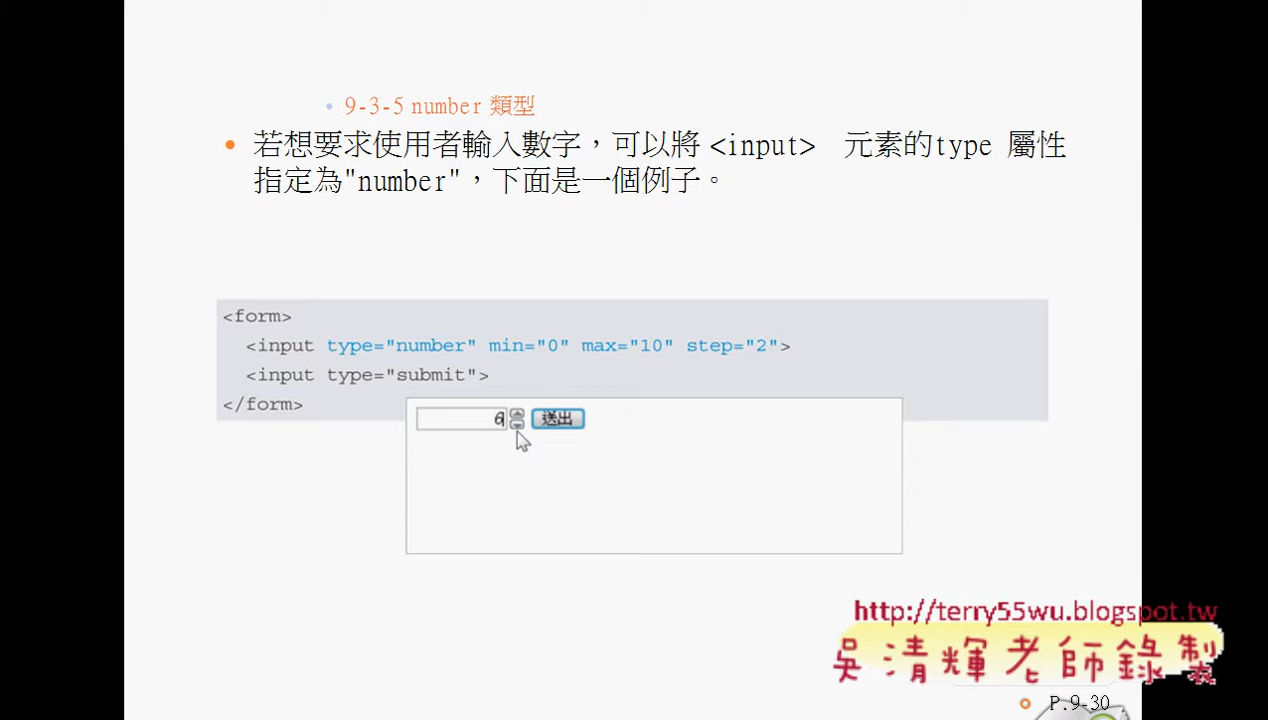 9-3-5 number 類型
若想要求使用者輸入數字，可以將 <input> 元素的type 屬性
指定為"number"，下面是一個例子。
<form>
<input type="number" min="0" max="10" step="2">
<input type="submit">
</form>
6 送出
http://terry55wu.blogspot.tw
吳清輝老師錄製
P.9-30